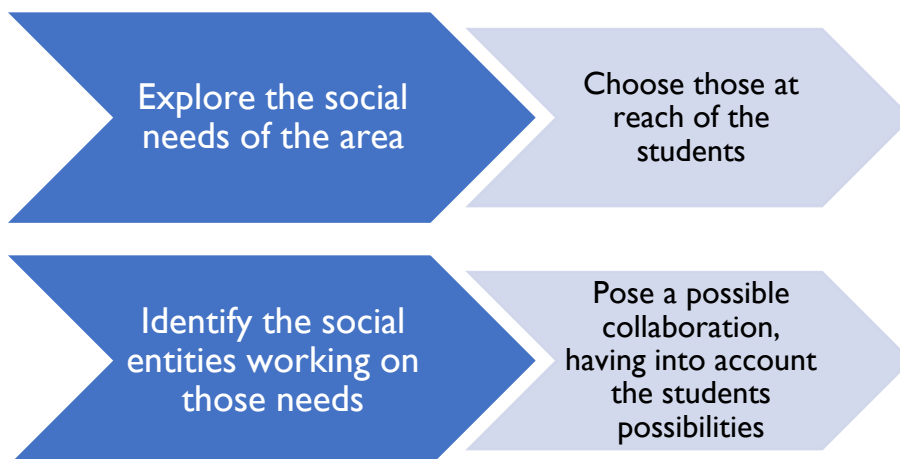 Explore the social
needs of the area
Choose those at
reach of the
students
Identify the social
entities working on
those needs
Pose a possible
collaboration,
having into account
the students
possibilities